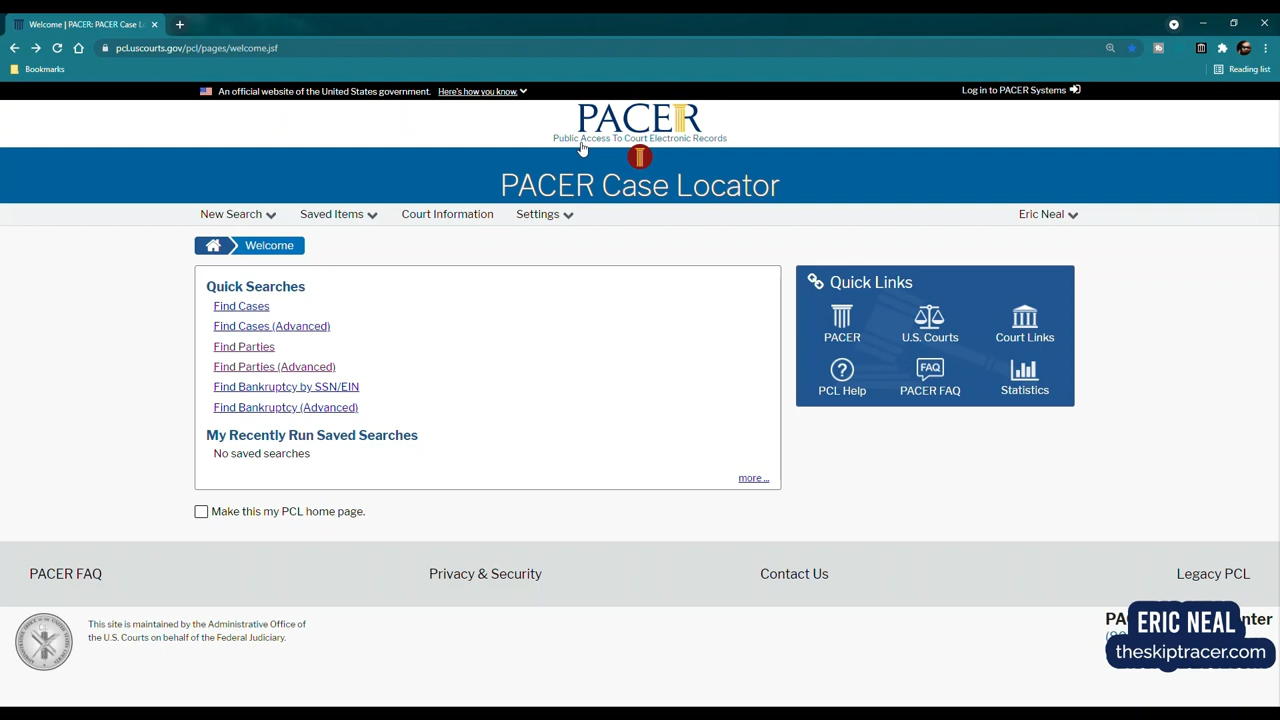 Welcome | PACER: PACER Case L
pcl.uscourts.gov/pcl/pages/welcome.jsf
Bookmarks
Reading list
An official website of the United States government. Here's how you know.
Log in to PACER Systems
PACER
Public Access To Court Electronic Records
PACER Case Locator
New Search Saved Items Court Information Settings Eric Neal
Welcome
Quick Searches
Find Cases
Find Cases (Advanced)
Find Parties
Find Parties (Advanced)
Find Bankruptcy by SSN/EIN
Find Bankruptcy (Advanced)
My Recently Run Saved Searches
No saved searches
more ...
Quick Links
PACER U.S. Courts Court Links
FAQ
PCL Help PACER FAQ Statistics
Make this my PCL home page.
PACER FAQ Privacy & Security Contact Us Legacy PCL
This site is maintained by the Administrative Office of
the U.S. Courts on behalf of the Federal Judiciary.
ERIC NEAL
theskiptracer.com